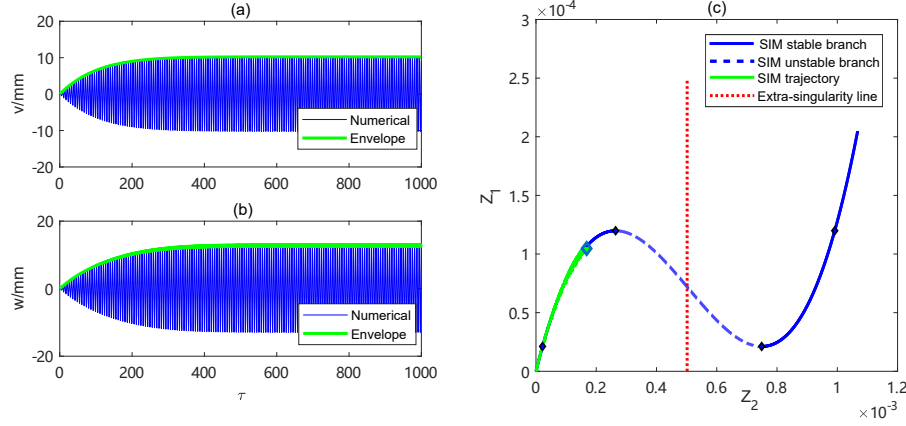 (a)
20
10
0
-10
-20
v/mm
Numerical
Envelope
0 200 400 600 800 1000
(b)
20
0
-20
w/mm
Numerical
Envelope
0 200 400 600 800 1000
τ
×10⁻⁴
(c)
3
2.5
2
1.5
1
0.5
0
Z₁
SIM stable branch
SIM unstable branch
SIM trajectory
Extra-singularity line
0 0.2 0.4 0.6 0.8 1 1.2
Z₂
×10⁻³